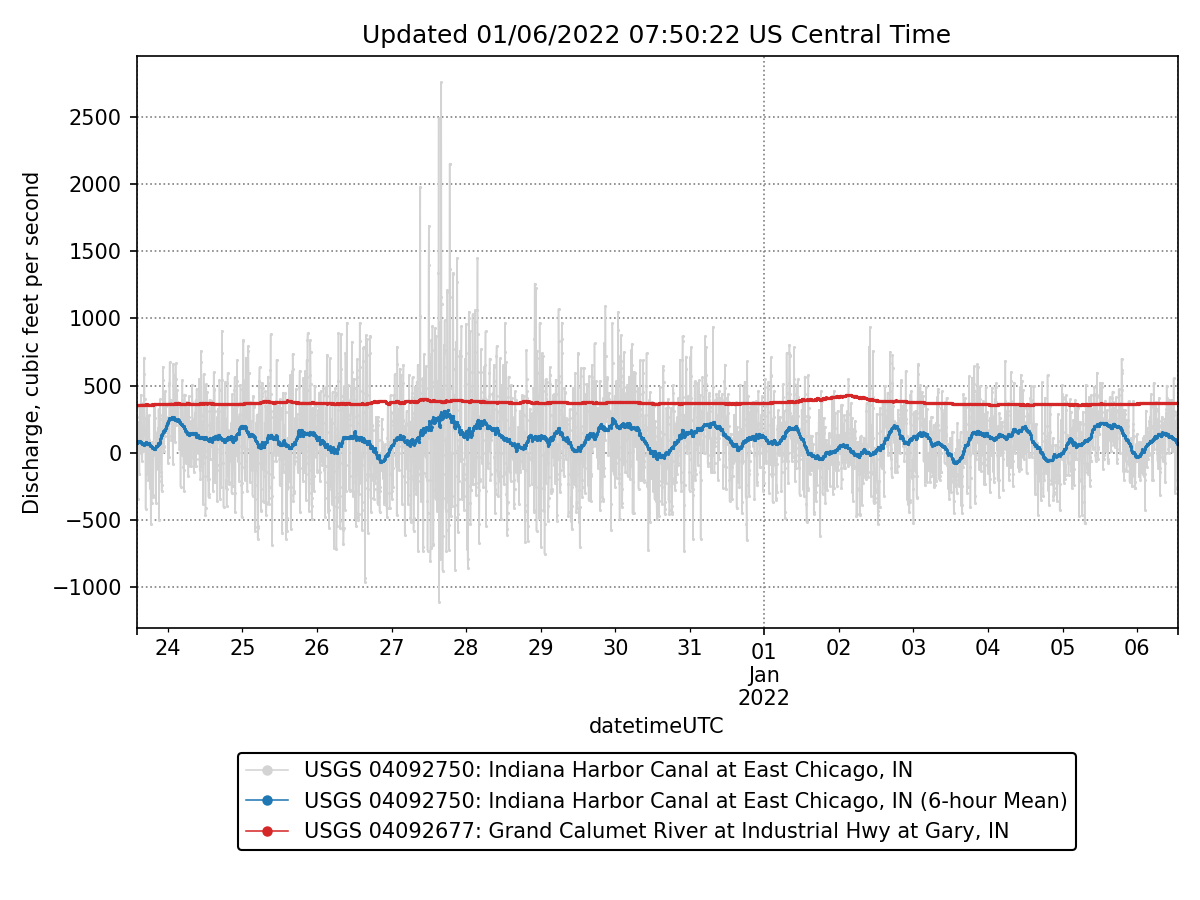 Updated 01/06/2022 07:50:22 US Central Time
Discharge, cubic feet per second
2500
2000
1500
1000
500
0
−500
−1000
24 25 26 27 28 29 30 31 01 02 03 04 05 06
Jan
2022
datetimeUTC
USGS 04092750: Indiana Harbor Canal at East Chicago, IN
USGS 04092750: Indiana Harbor Canal at East Chicago, IN (6-hour Mean)
USGS 04092677: Grand Calumet River at Industrial Hwy at Gary, IN